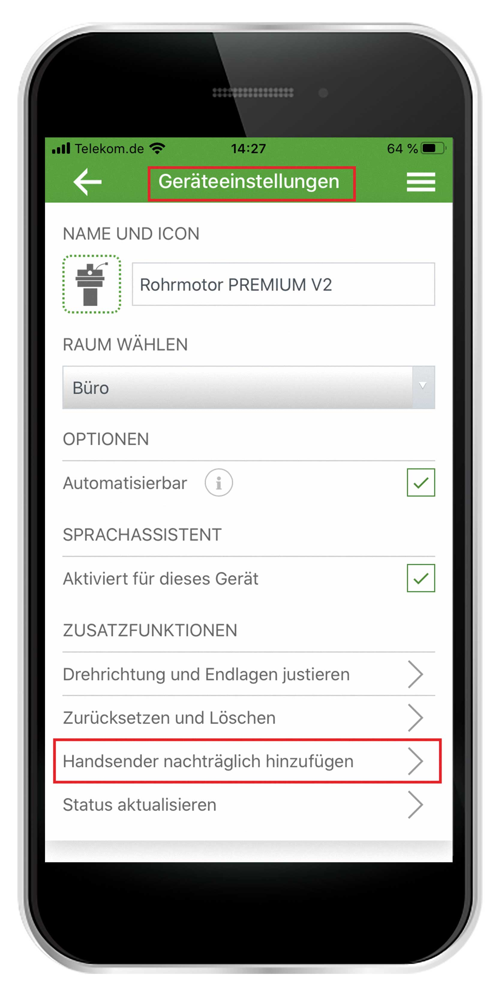 Telekom.de 14:27 64 %
Geräteeinstellungen
NAME UND ICON
Rohrmotor PREMIUM V2
RAUM WÄHLEN
Büro
OPTIONEN
Automatisierbar i
SPRACHASSISTENT
Aktiviert für dieses Gerät
ZUSATZFUNKTIONEN
Drehrichtung und Endlagen justieren
Zurücksetzen und Löschen
Handsender nachträglich hinzufügen
Status aktualisieren